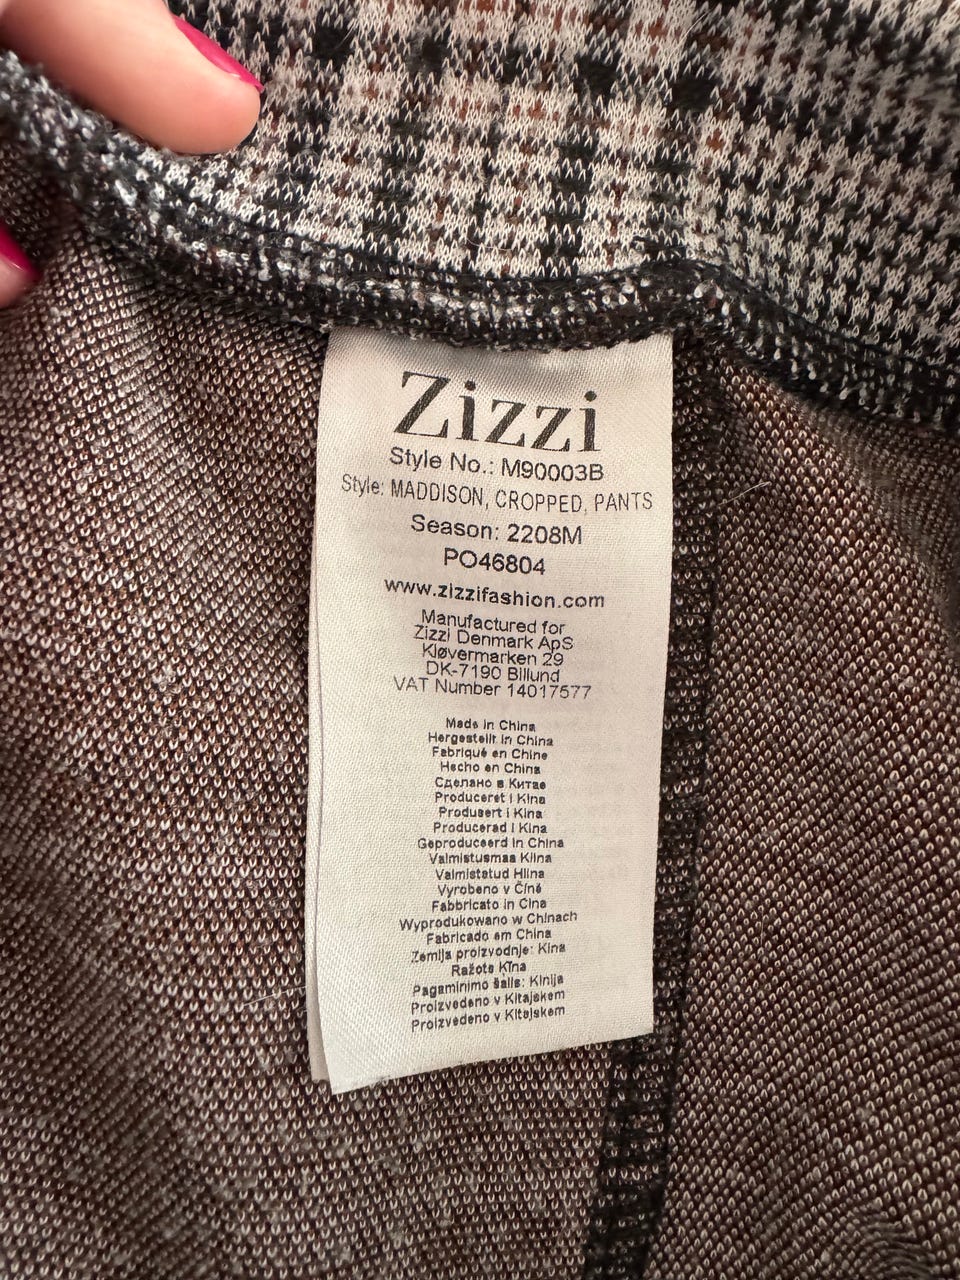 Zizzi
Style No.: M90003B
Style: MADDISON, CROPPED, PANTS
Season: 2208M
PO46804
www.zizzifashion.com
Manufactured for
Zizzi Denmark ApS
Kløvermarken 29
DK-7190 Billund
VAT Number 14017577
Made in China
Hergestellt in China
Fabriqué en Chine
Hecho en China
Сделано в Китае
Produceret i Kina
Produsert i Kina
Producerad i Kina
Geproduceerd in China
Valmistusmaa Kiina
Valmistatud Hiina
Vyrobeno v Číně
Fabbricato in Cina
Wyprodukowano w Chinach
Fabricado em China
Zemlja proizvodnje: Kina
Ražots Ķīna
Pagaminimo šalis: Kinija
Proizvedeno v Kitajskem
Proizvedeno v Kitajskem